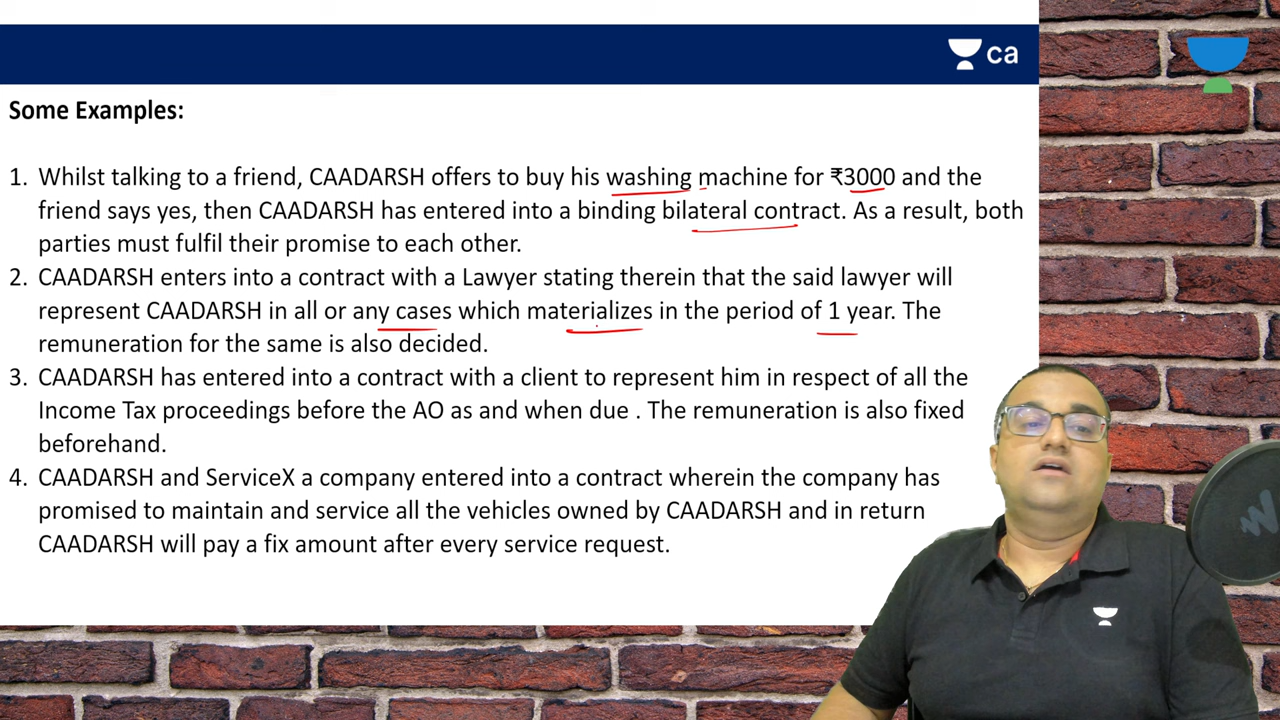 ca
Some Examples:
1. Whilst talking to a friend, CAADARSH offers to buy his washing machine for ₹3000 and the
friend says yes, then CAADARSH has entered into a binding bilateral contract. As a result, both
parties must fulfil their promise to each other.
2. CAADARSH enters into a contract with a Lawyer stating therein that the said lawyer will
represent CAADARSH in all or any cases which materializes in the period of 1 year. The
remuneration for the same is also decided.
3. CAADARSH has entered into a contract with a client to represent him in respect of all the
Income Tax proceedings before the AO as and when due . The remuneration is also fixed
beforehand.
4. CAADARSH and ServiceX a company entered into a contract wherein the company has
promised to maintain and service all the vehicles owned by CAADARSH and in return
CAADARSH will pay a fix amount after every service request.